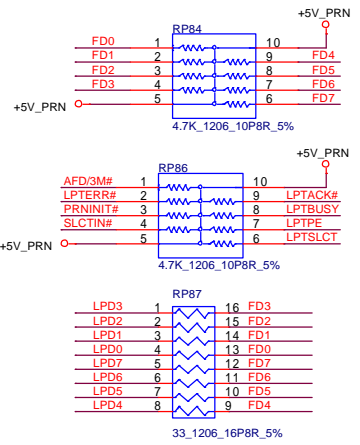 +5V_PRN
RP84
FD0 1 10
FD1 2 9 FD4
FD2 3 8 FD5
FD3 4 7 FD6
+5V_PRN 5 6 FD7
4.7K_1206_10P8R_5%
+5V_PRN
RP86
AFD/3M# 1 10
LPTERR# 2 9 LPTACK#
PRNINIT# 3 8 LPTBUSY
SLCTIN# 4 7 LPTPE
+5V_PRN 5 6 LPTSLCT
4.7K_1206_10P8R_5%
RP87
LPD3 1 16 FD3
LPD2 2 15 FD2
LPD1 3 14 FD1
LPD0 4 13 FD0
LPD7 5 12 FD7
LPD6 6 11 FD6
LPD5 7 10 FD5
LPD4 8 9 FD4
33_1206_16P8R_5%